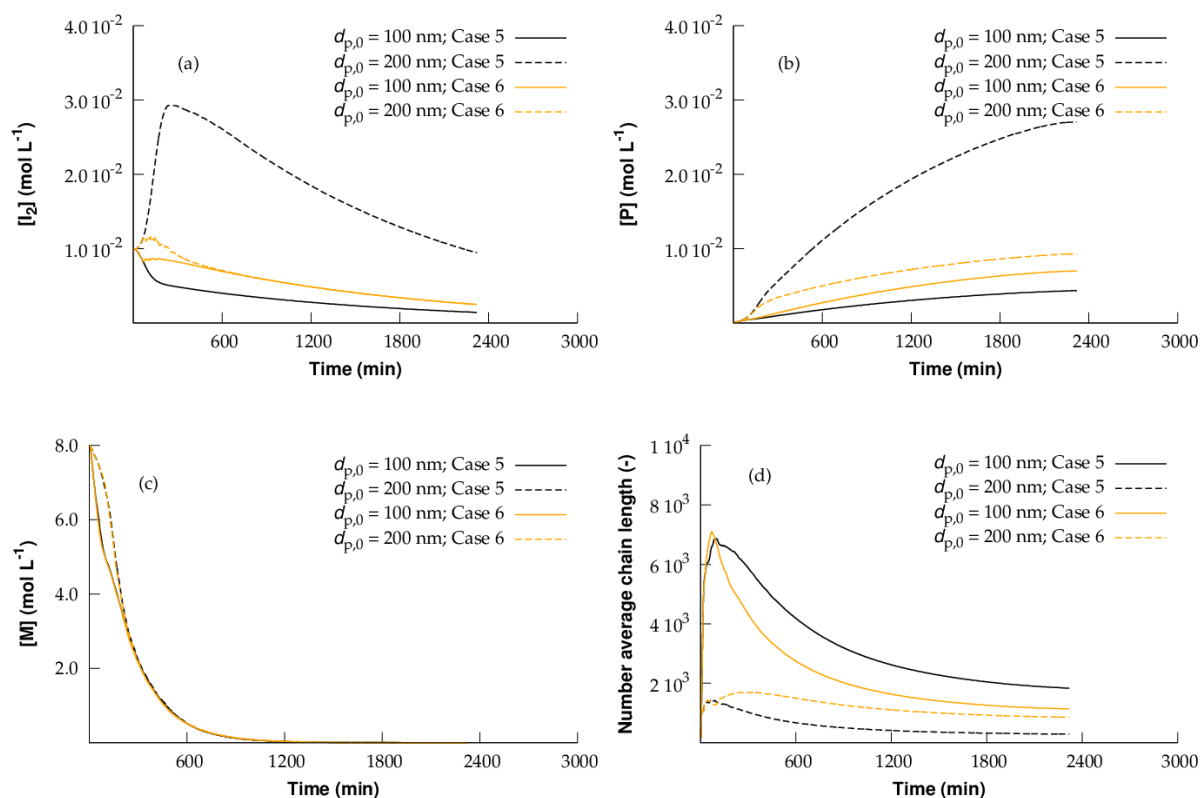 4.0 10⁻²
3.0 10⁻²
2.0 10⁻²
1.0 10⁻²
[I₂] (mol L⁻¹)
(a)
dp,0 = 100 nm; Case 5
dp,0 = 200 nm; Case 5
dp,0 = 100 nm; Case 6
dp,0 = 200 nm; Case 6
600 1200 1800 2400 3000
Time (min)
4.0 10⁻²
3.0 10⁻²
2.0 10⁻²
1.0 10⁻²
[P] (mol L⁻¹)
(b)
dp,0 = 100 nm; Case 5
dp,0 = 200 nm; Case 5
dp,0 = 100 nm; Case 6
dp,0 = 200 nm; Case 6
600 1200 1800 2400 3000
Time (min)
8.0
6.0
4.0
2.0
[M] (mol L⁻¹)
(c)
dp,0 = 100 nm; Case 5
dp,0 = 200 nm; Case 5
dp,0 = 100 nm; Case 6
dp,0 = 200 nm; Case 6
600 1200 1800 2400 3000
Time (min)
1 10⁴
8 10³
6 10³
4 10³
2 10³
Number average chain length (-)
(d)
dp,0 = 100 nm; Case 5
dp,0 = 200 nm; Case 5
dp,0 = 100 nm; Case 6
dp,0 = 200 nm; Case 6
600 1200 1800 2400 3000
Time (min)